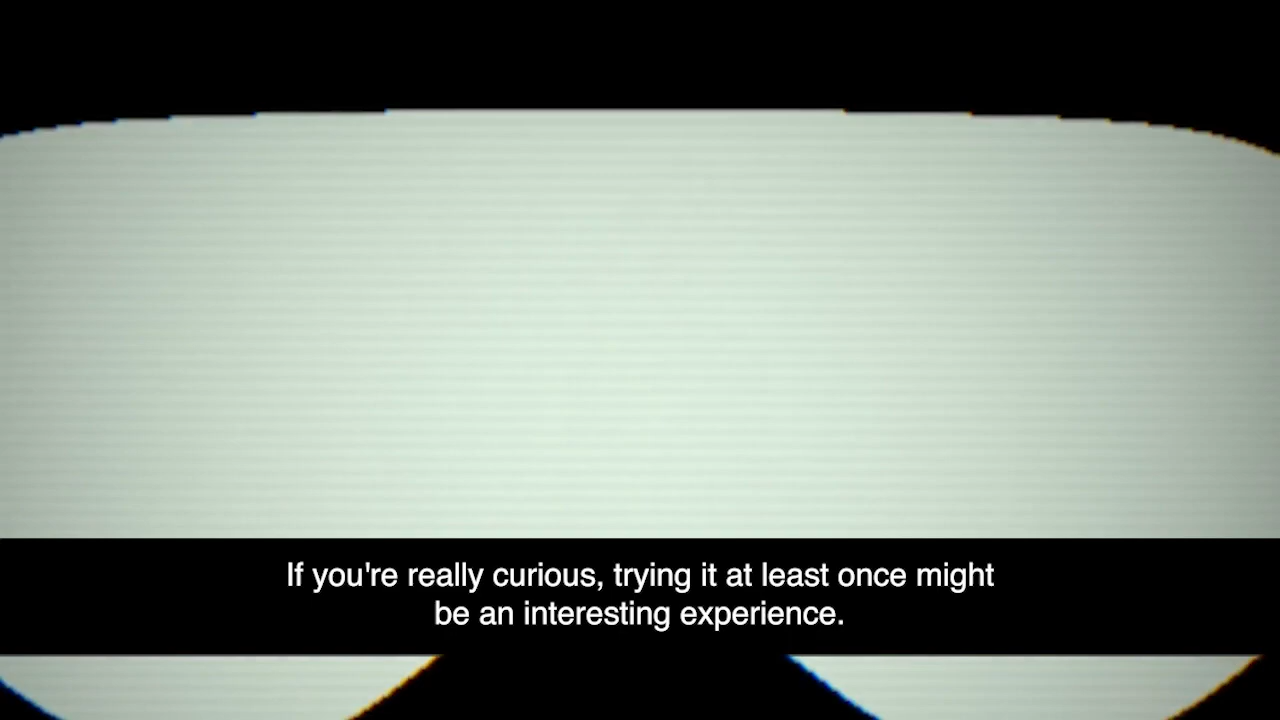 If you're really curious, trying it at least once might
be an interesting experience.